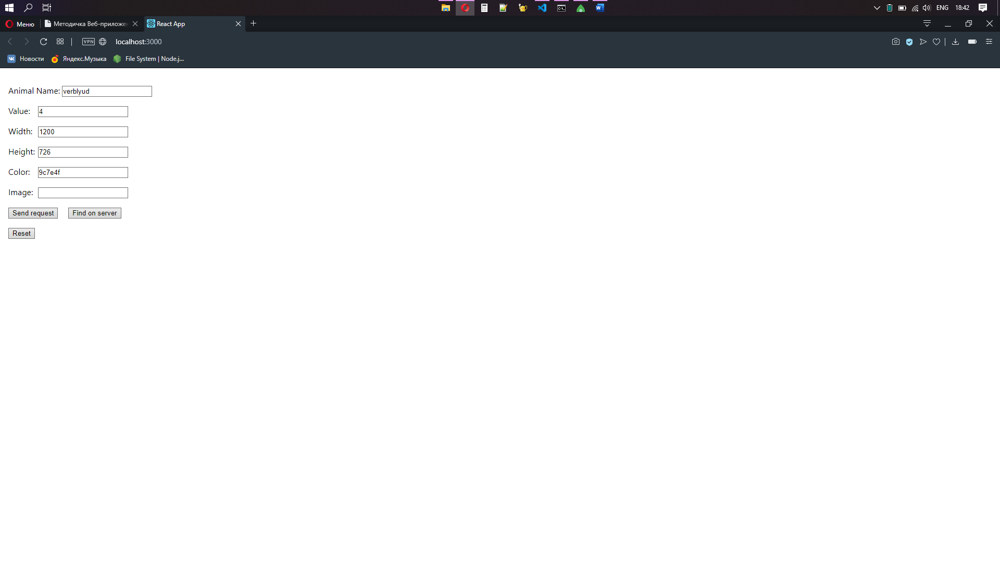 ENG 18:42
Меню Методичка Веб-приложе React App
VPN localhost:3000
Новости Яндекс.Музыка File System | Node.j...
Animal Name: verblyud
Value: 4
Width: 1200
Height: 726
Color: 9c7e4f
Image:
Send request Find on server
Reset